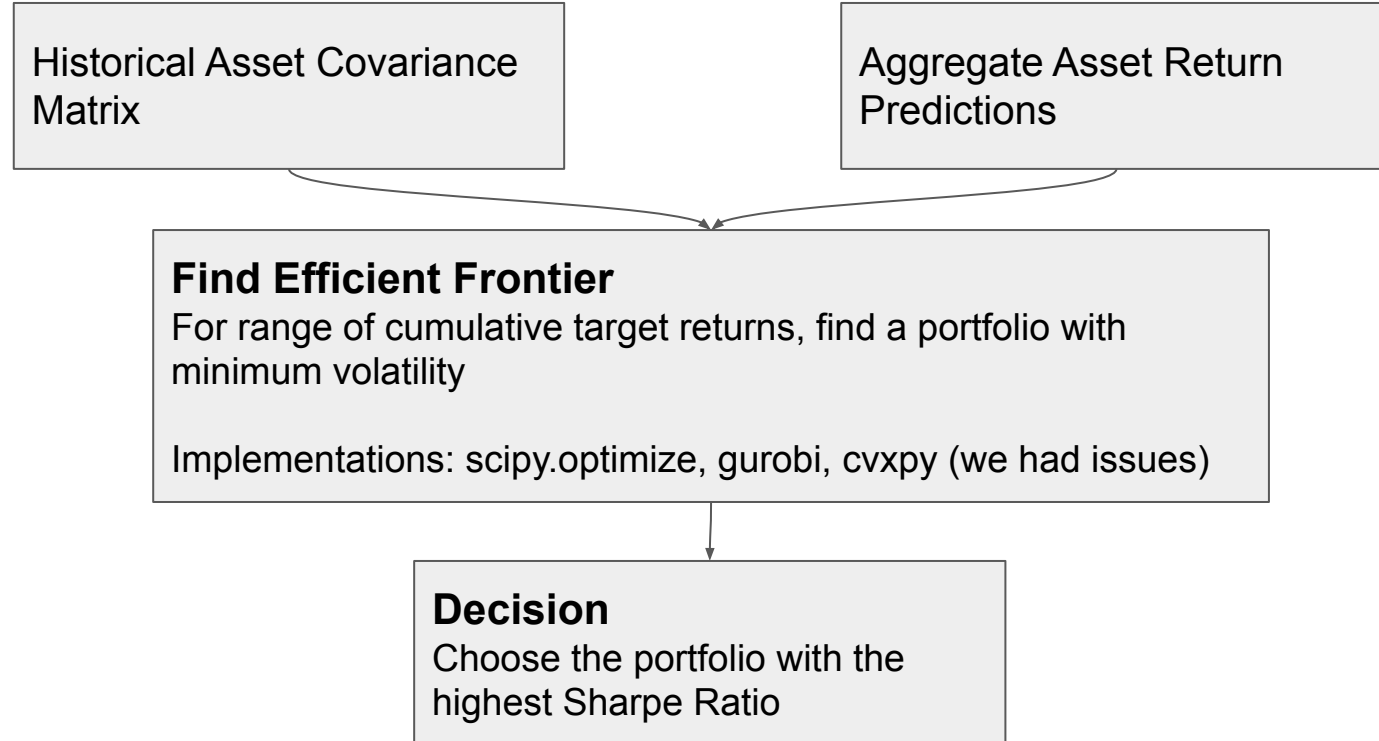 Historical Asset Covariance
Matrix
Aggregate Asset Return
Predictions
Find Efficient Frontier
For range of cumulative target returns, find a portfolio with
minimum volatility
Implementations: scipy.optimize, gurobi, cvxpy (we had issues)
Decision
Choose the portfolio with the
highest Sharpe Ratio